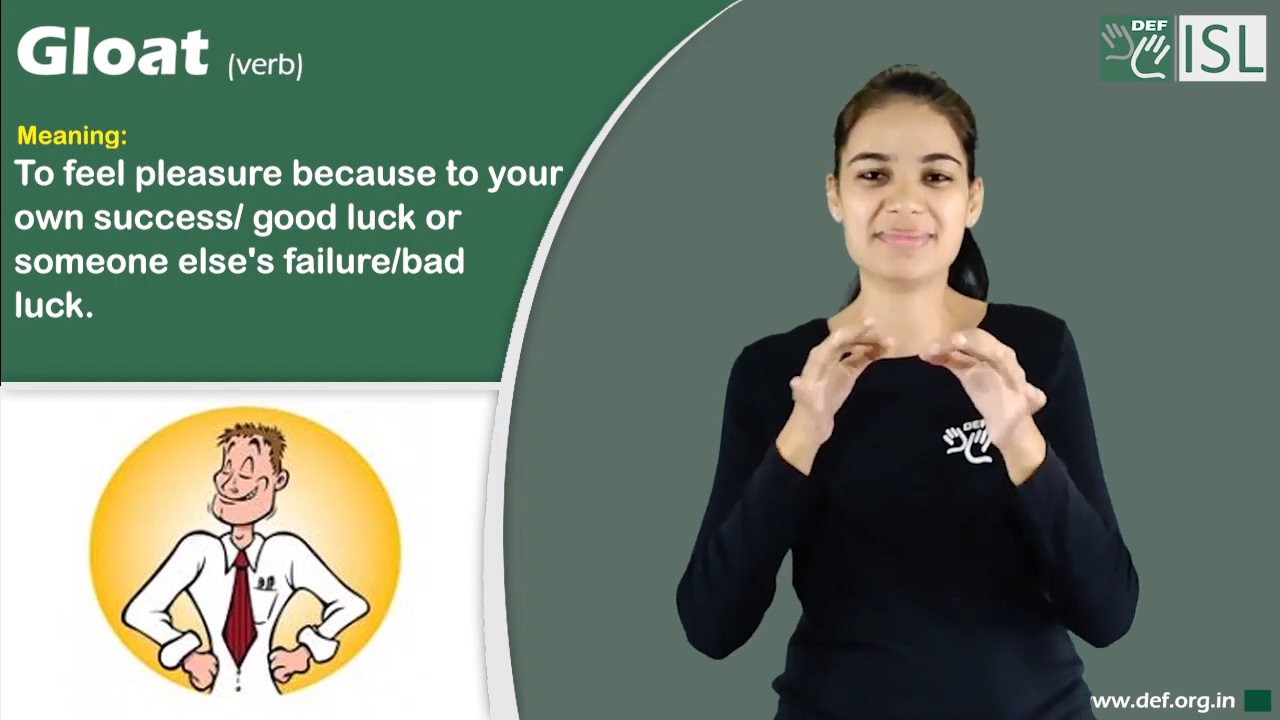 Gloat (verb)
DEF
ISL
Meaning:
To feel pleasure because to your
own success/ good luck or
someone else's failure/bad
luck.
DEF
www.def.org.in